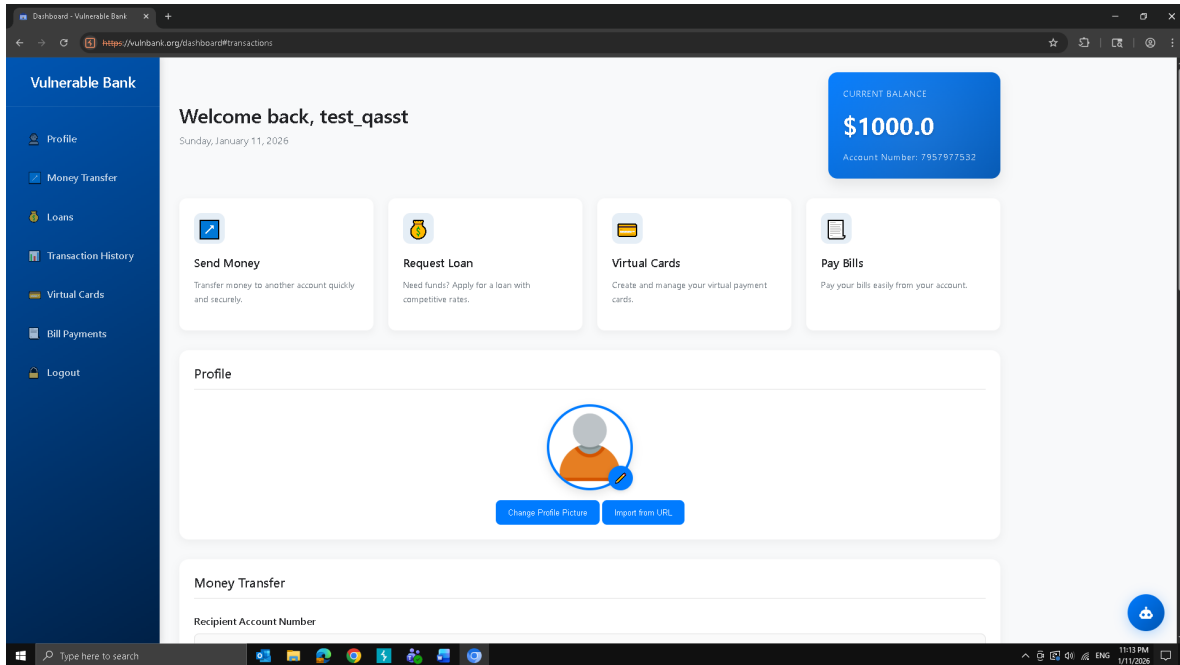 Dashboard - Vulnerable Bank
https://vulnbank.org/dashboard#transactions
Vulnerable Bank
Profile
Money Transfer
Loans
Transaction History
Virtual Cards
Bill Payments
Logout
Welcome back, test_qasst
Sunday, January 11, 2026
CURRENT BALANCE
$1000.0
Account Number: 7957977532
Send Money
Transfer money to another account quickly
and securely.
Request Loan
Need funds? Apply for a loan with
competitive rates.
Virtual Cards
Create and manage your virtual payment
cards.
Pay Bills
Pay your bills easily from your account.
Profile
Change Profile Picture
Import from URL
Money Transfer
Recipient Account Number
Type here to search
ENG
11:13 PM
1/11/2026